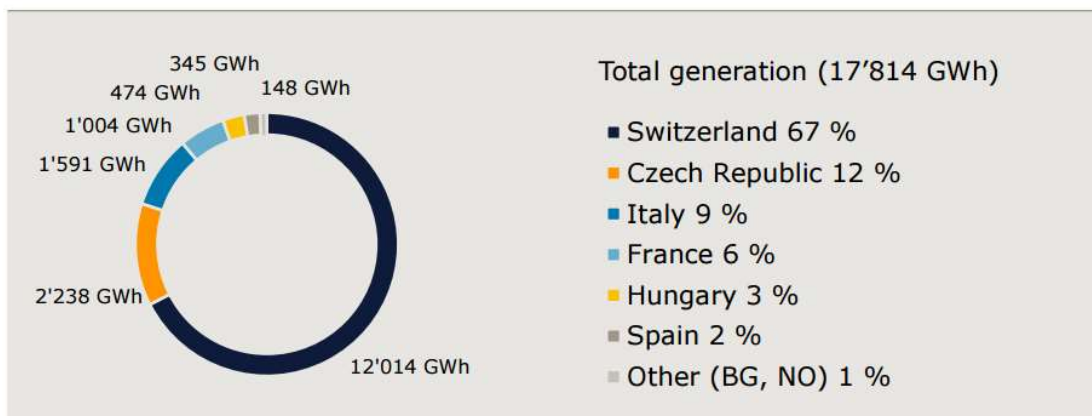 345 GWh
148 GWh
474 GWh
1'004 GWh
1'591 GWh
2'238 GWh
12'014 GWh
Total generation (17’814 GWh)
Switzerland 67 %
Czech Republic 12 %
Italy 9 %
France 6 %
Hungary 3 %
Spain 2 %
Other (BG, NO) 1 %